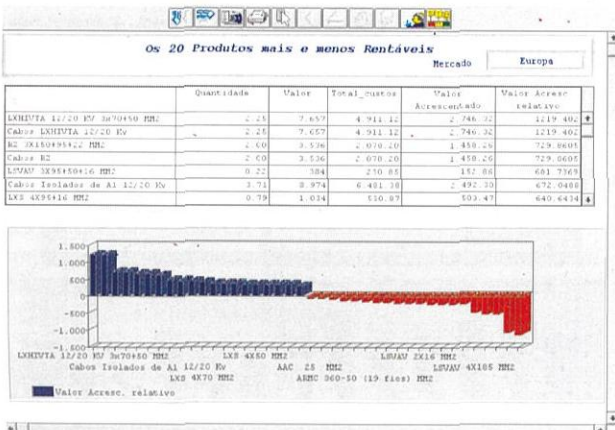 Os 20 Produtos mais e menos Rentáveis
Mercado Europa
Quantidade Valor Total_custos Valor Acrescentado Valor Acresc. relativo
LXHIVTA 12/20 KV 3x70+50 MM2 2.25 7.657 4.911.12 2.746.32 1219.402
Cabos LXHIVTA 12/20 Kv 2.25 7.657 4.911.12 2.746.32 1219.402
R2 3X150+95+22 MM2 2.00 3.536 2.078.20 1.458.26 729.8605
Cabos R2 2.00 3.536 2.078.20 1.458.26 729.8605
LSVAV 3X95+50+16 MM2 0.22 384 230.85 152.86 681.7369
Cabos Isolados de Al 12/20 Kv 3.71 8.974 6.481.38 2.492.33 672.0488
LXS 4X95+16 MM2 0.79 1.034 530.87 503.47 640.6434
1.500
1.000
500
0
-500
-1.000
-1.500
LXHIVTA 12/20 KV 3x70+50 MM2 LXS 4X50 MM2 LSVAV 2X16 MM2
Cabos Isolados de Al 12/20 Kv AAC 25 MM2 LSVAV 4X185 MM2
LXS 4X70 MM2 ABMC 360-50 (19 fios) MM2
Valor Acresc. relativo